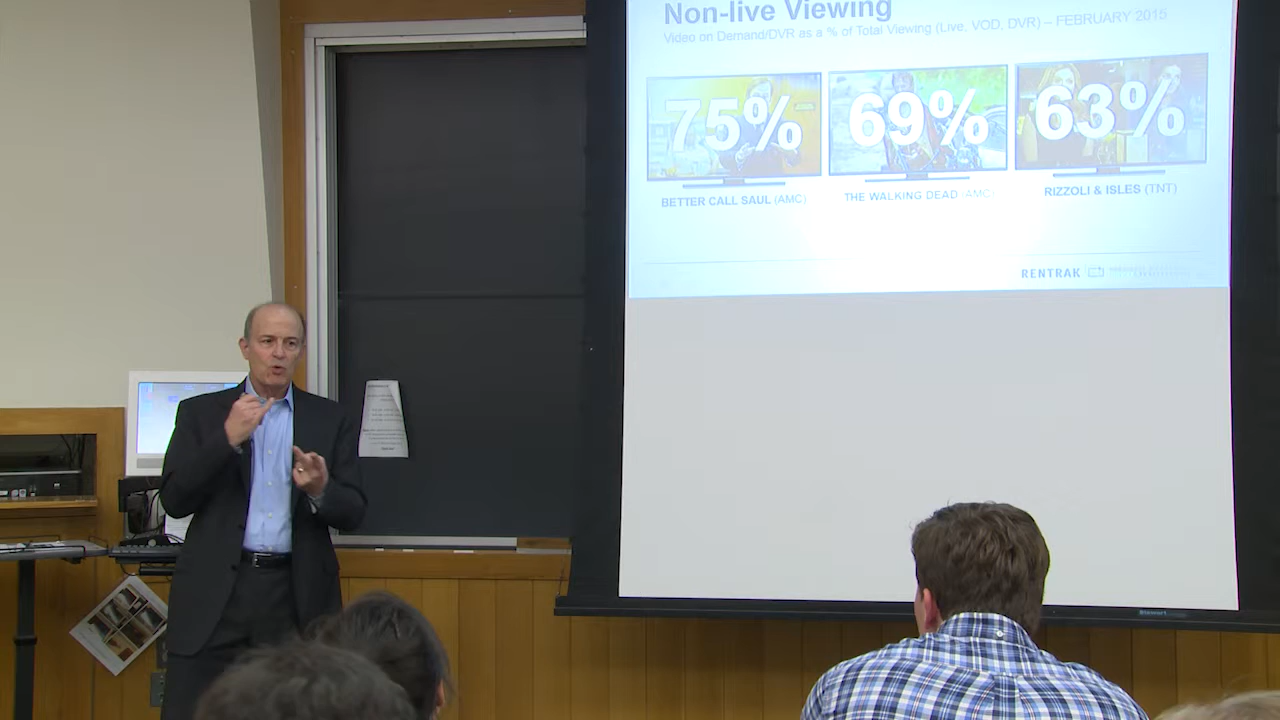 Non-live Viewing
Video on Demand/DVR as a % of Total Viewing (Live, VOD, DVR) – FEBRUARY 2015
75% 69% 63%
BETTER CALL SAUL (AMC) THE WALKING DEAD (AMC) RIZZOLI & ISLES (TNT)
RENTRAK